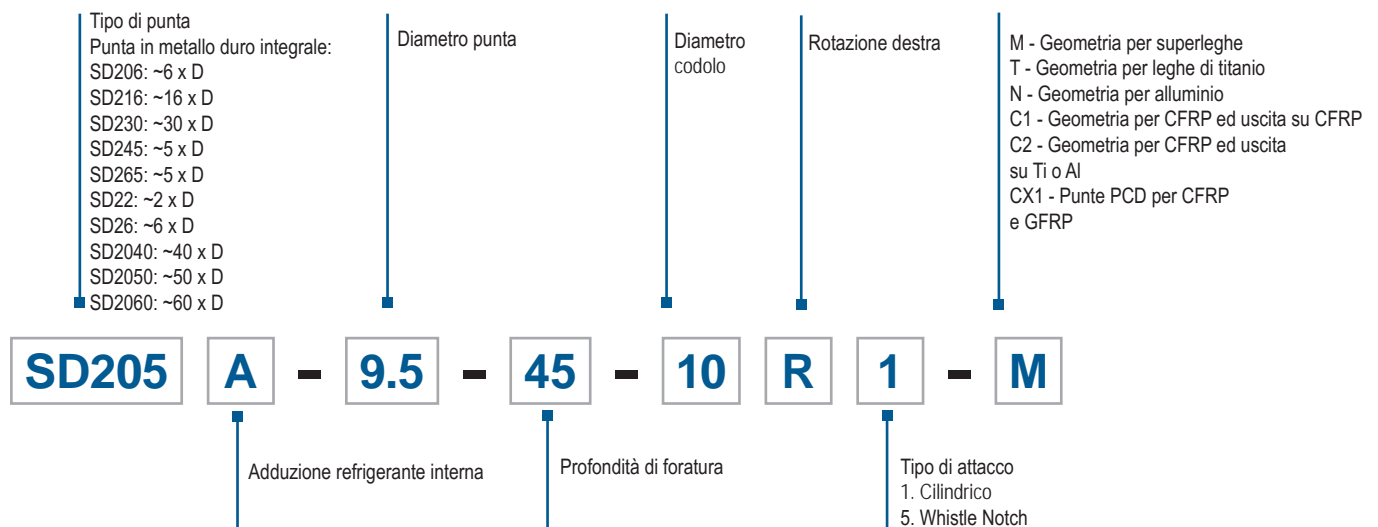 Tipo di punta
Punta in metallo duro integrale:
SD206: ~6 x D
SD216: ~16 x D
SD230: ~30 x D
SD245: ~5 x D
SD265: ~5 x D
SD22: ~2 x D
SD26: ~6 x D
SD2040: ~40 x D
SD2050: ~50 x D
SD2060: ~60 x D
Diametro punta
Diametro
codolo
Rotazione destra
M - Geometria per superleghe
T - Geometria per leghe di titanio
N - Geometria per alluminio
C1 - Geometria per CFRP ed uscita su CFRP
C2 - Geometria per CFRP ed uscita
su Ti o Al
CX1 - Punte PCD per CFRP
e GFRP
SD205 A - 9.5 - 45 - 10 R 1 - M
Adduzione refrigerante interna
Profondità di foratura
Tipo di attacco
1. Cilindrico
5. Whistle Notch